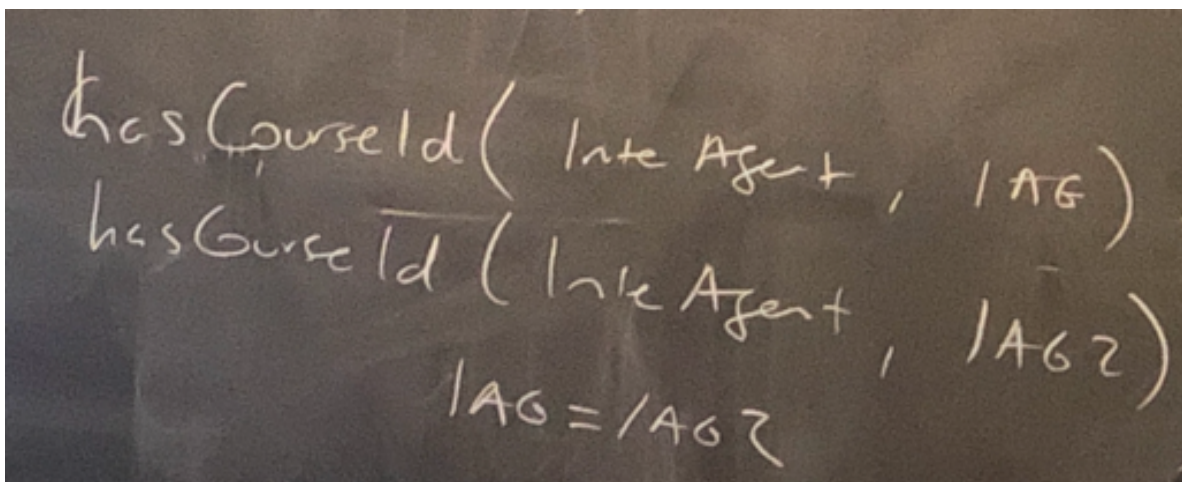 hasCourseId( InteAgent, IAG)
hasCourseId( InteAgent, IAG2)
IAG=IAG2